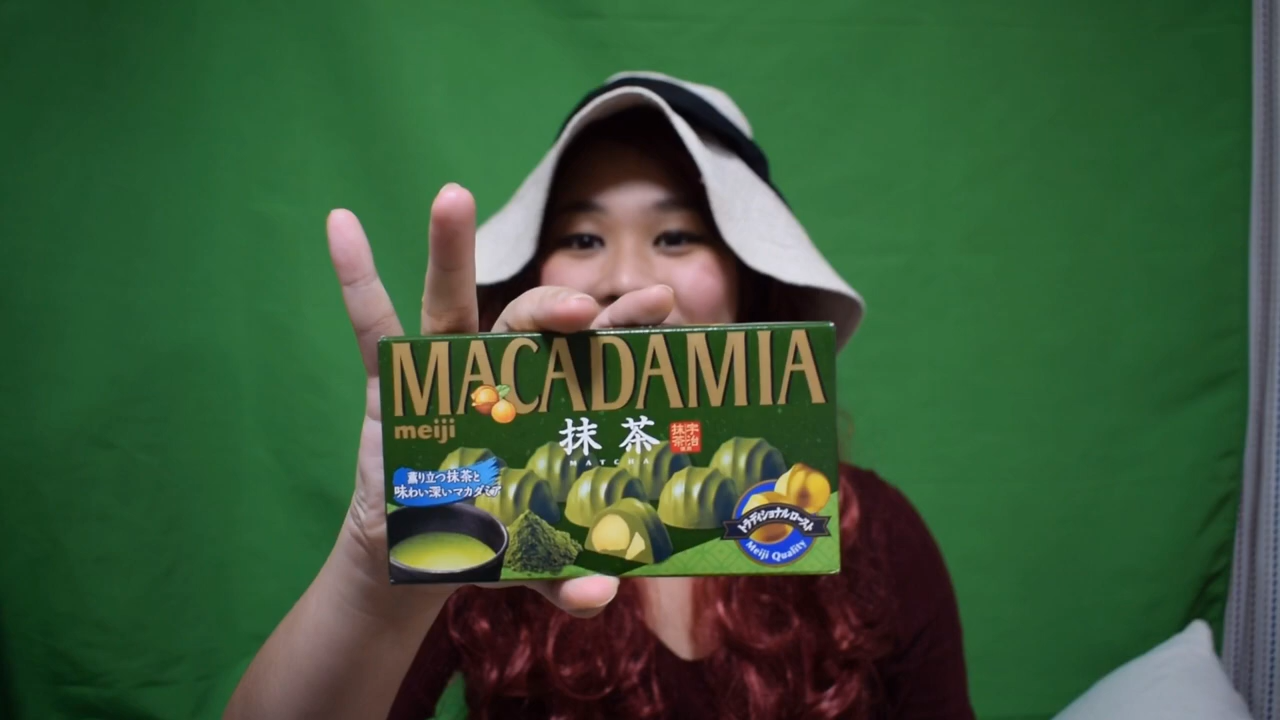 MACADAMIA
meiji
抹茶
宇治
抹茶
MATCHA
薫り立つ抹茶と
味わい深いマカダミア
トラディショナルロースト
Meiji Quality